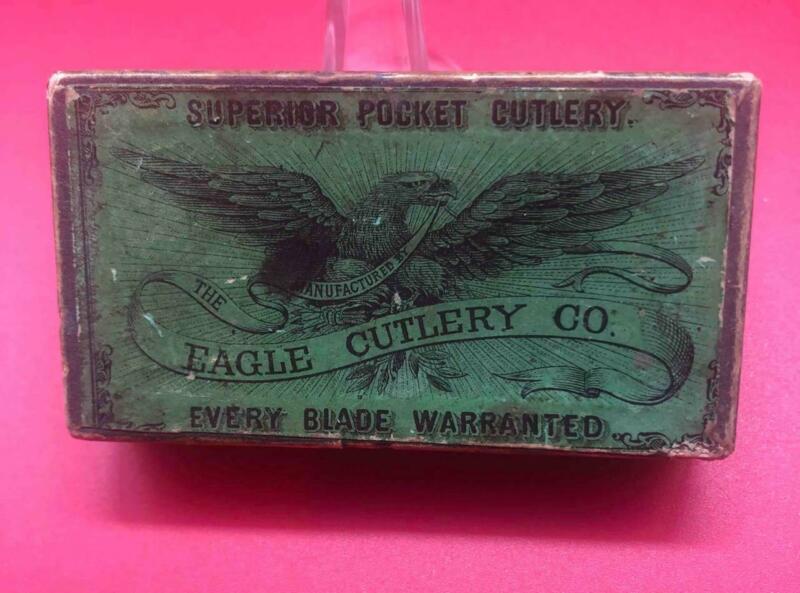 SUPERIOR POCKET CUTLERY.
MANUFACTURED BY
THE
EAGLE CUTLERY CO.
EVERY BLADE WARRANTED